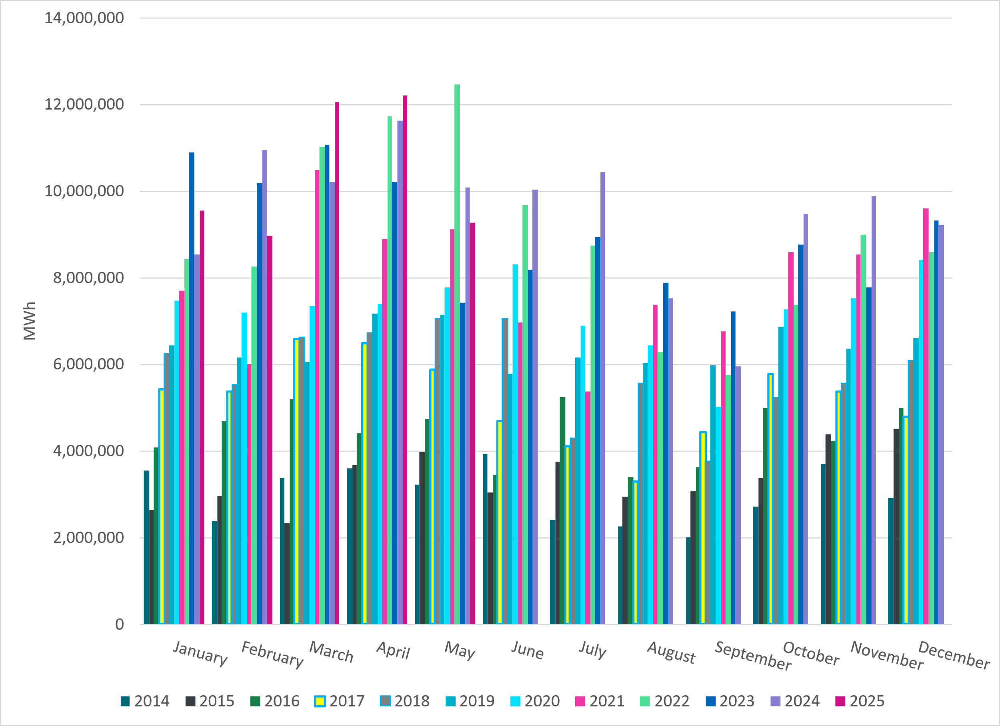 14,000,000
12,000,000
10,000,000
8,000,000
6,000,000
4,000,000
2,000,000
0
MWh
January February March April May June July August September October November December
2014 2015 2016 2017 2018 2019 2020 2021 2022 2023 2024 2025